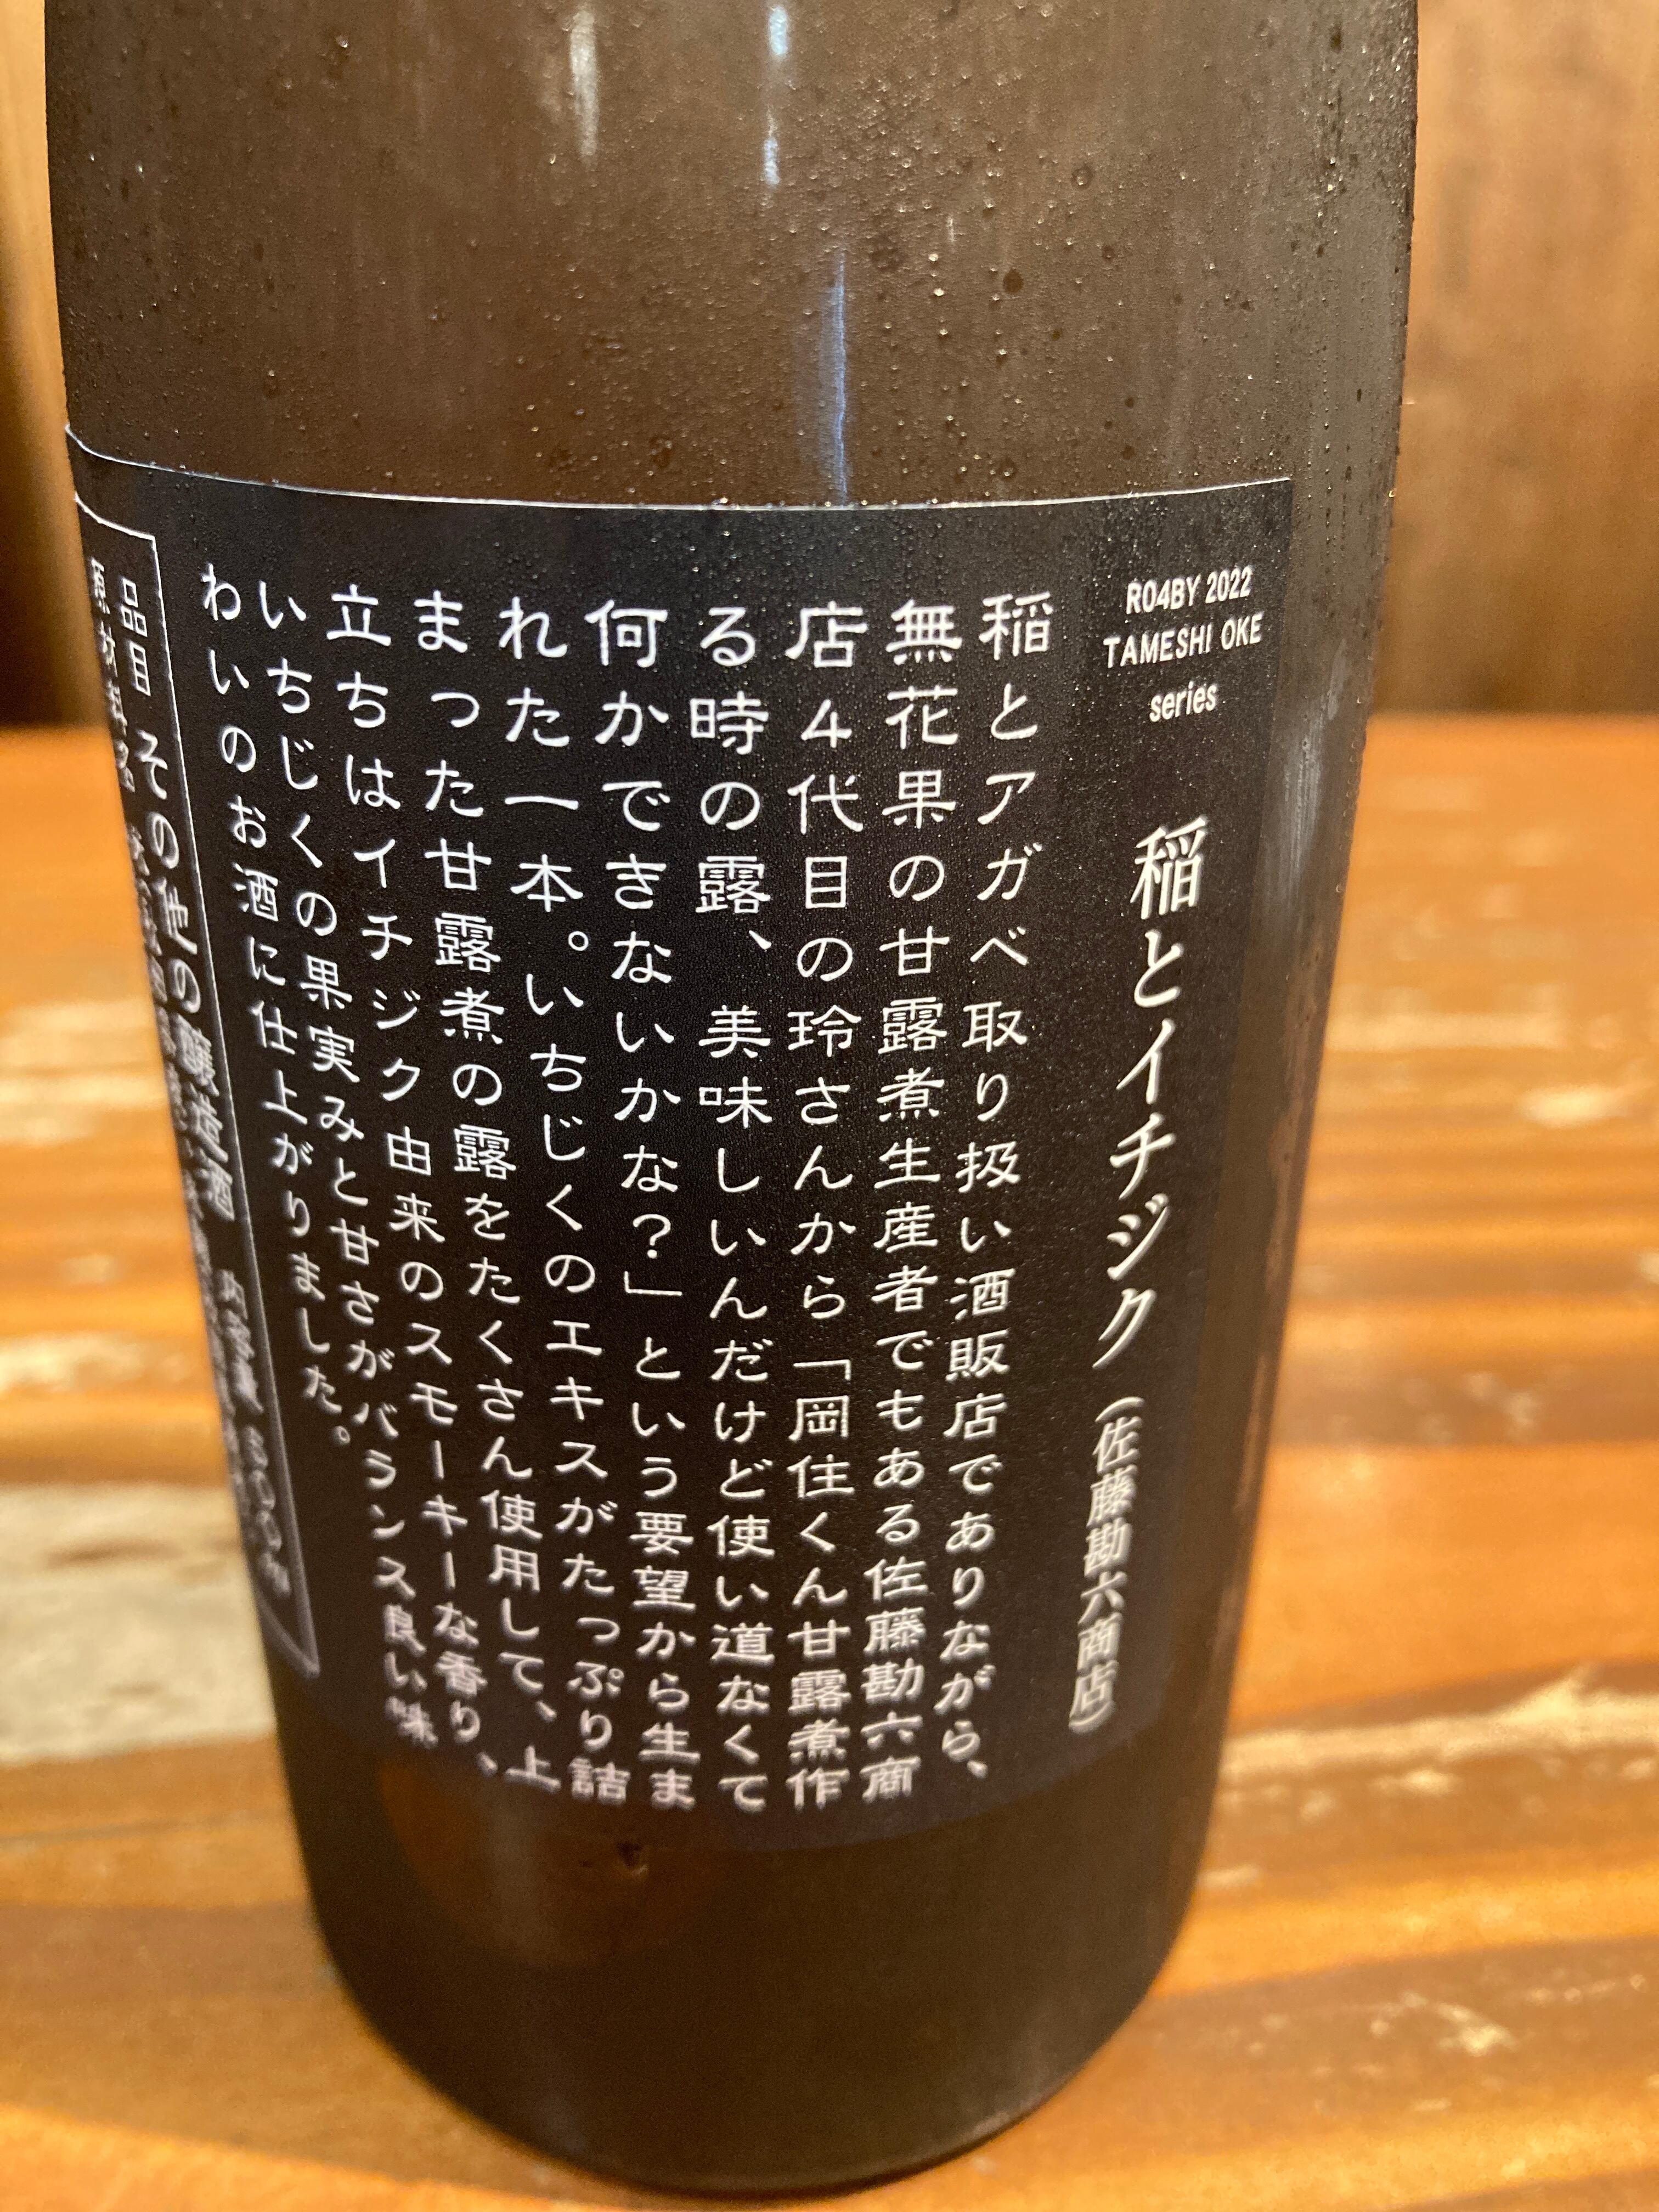 R04BY 2022
TAMESHI OKE
series
稲とイチジク（佐藤勘六商店）
稲とアガベ取り扱い酒販店でありながら、
無花果の甘露煮生産者でもある佐藤勘六商
店４代目の玲さんから「岡住くん甘露煮作
る時の露、美味しいんだけど使い道なくて
何かできないかな？」という要望から生ま
れた一本。いちじくのエキスがたっぷり詰
まった甘露煮の露をたくさん使用して、上
立ちはイチジク由来のスモーキーな香り、
いちじくの果実みと甘さがバランス良い味
わいのお酒に仕上がりました。
品目 その他の醸造酒 内容量 500ml
原材料名